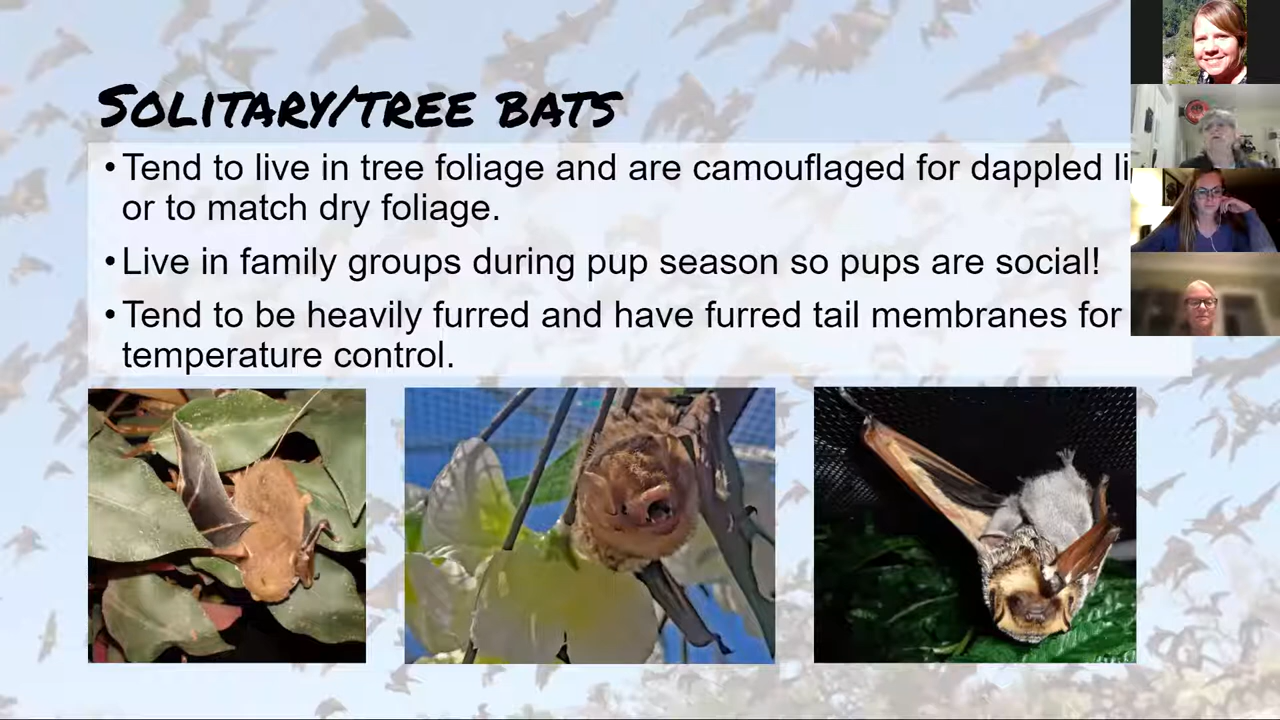 SOLITARY/TREE BATS
• Tend to live in tree foliage and are camouflaged for dappled
or to match dry foliage.
• Live in family groups during pup season so pups are social!
• Tend to be heavily furred and have furred tail membranes for
temperature control.